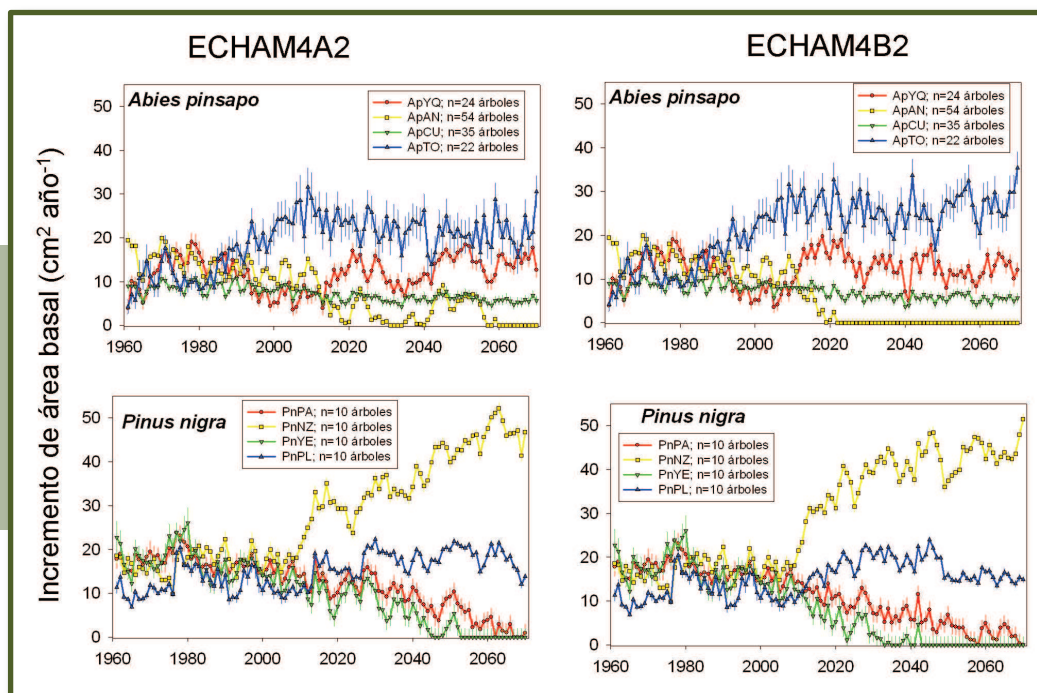 ECHAM4A2
ECHAM4B2
Incremento de área basal (cm² año⁻¹)
Abies pinsapo
ApYQ; n=24 árboles
ApAN; n=54 árboles
ApCU; n=35 árboles
ApTO; n=22 árboles
50
40
30
20
10
0
1960 1980 2000 2020 2040 2060
Abies pinsapo
ApYQ; n=24 árboles
ApAN; n=54 árboles
ApCU; n=35 árboles
ApTO; n=22 árboles
50
40
30
20
10
0
1960 1980 2000 2020 2040 2060
Pinus nigra
PnPA; n=10 árboles
PnNZ; n=10 árboles
PnYE; n=10 árboles
PnPL; n=10 árboles
50
40
30
20
10
0
1960 1980 2000 2020 2040 2060
Pinus nigra
PnPA; n=10 árboles
PnNZ; n=10 árboles
PnYE; n=10 árboles
PnPL; n=10 árboles
50
40
30
20
10
0
1960 1980 2000 2020 2040 2060